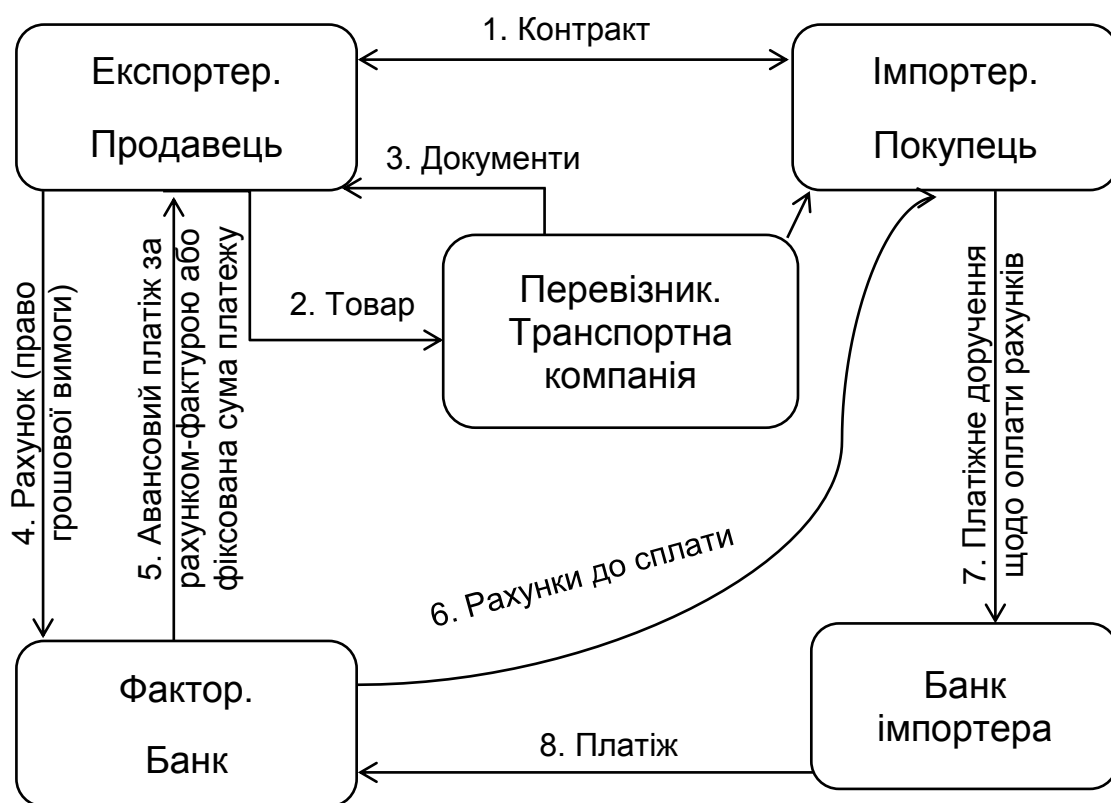 1. Контракт
Експортер.
Продавець
Імпортер.
Покупець
3. Документи
2. Товар
Перевізник.
Транспортна
компанія
4. Рахунок (право
грошової вимоги)
5. Авансовий платіж за
рахунком-фактурою або
фіксована сума платежу
6. Рахунки до сплати
7. Платіжне доручення
щодо оплати рахунків
Фактор.
Банк
8. Платіж
Банк
імпортера